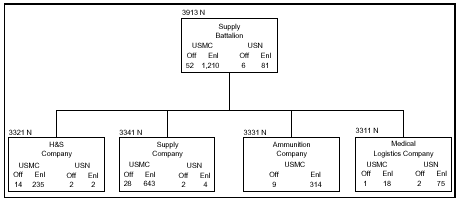 3913 N
Supply
Battalion
USMC USN
Off Enl Off Enl
52 1,210 6 81
3321 N
H&S
Company
USMC USN
Off Enl Off Enl
14 235 2 2
3341 N
Supply
Company
USMC USN
Off Enl Off Enl
28 643 2 4
3331 N
Ammunition
Company
USMC
Off Enl
9 314
3311 N
Medical
Logistics Company
USMC USN
Off Enl Off Enl
1 18 2 75